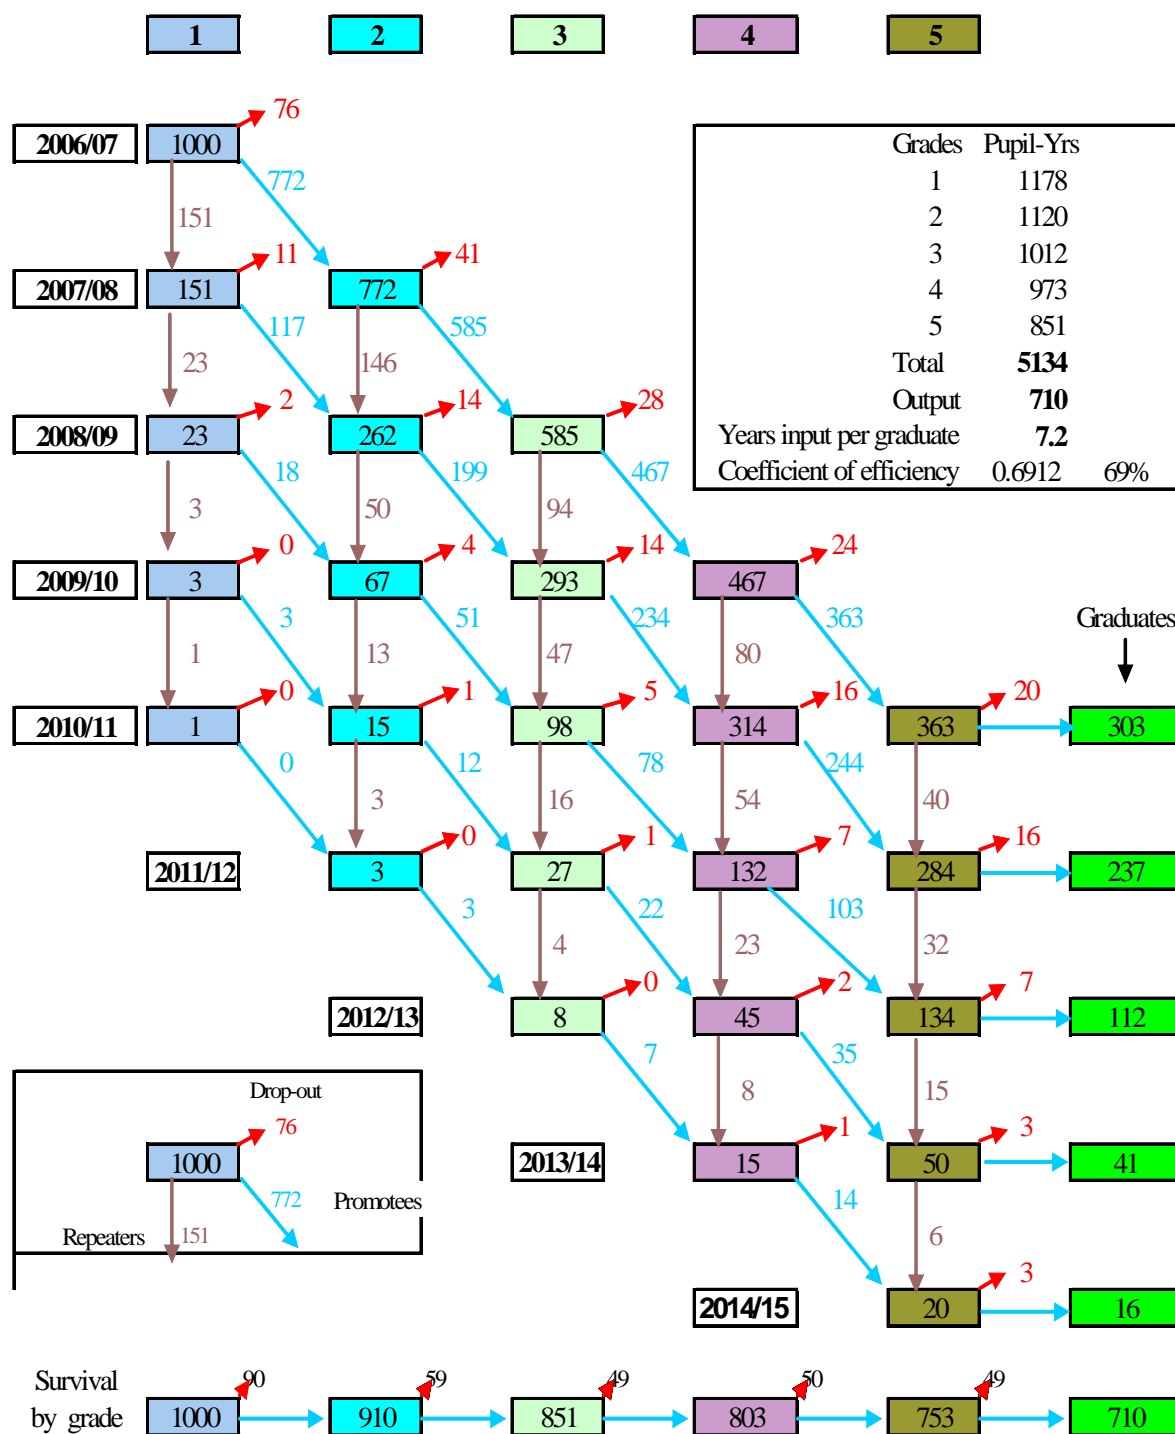 1 2 3 4 5
76
2006/07 1000
Grades Pupil-Yrs
1 1178
2 1120
3 1012
4 973
5 851
Total 5134
Output 710
Years input per graduate 7.2
Coefficient of efficiency 0.6912 69%
772
151
11 41
2007/08 151 772
117 585
23 146
2 14 28
2008/09 23 262 585
18 199 467
3 50 94
0 4 14 24
2009/10 3 67 293 467
3 51 234 363
Graduates
1 13 47 80
0 1 5 16 20
2010/11 1 15 98 314 363 303
0 12 78 244
3 16 54 40
0 1 7 16
2011/12 3 27 132 284 237
3 22 103
4 23 32
0 2 7
2012/13 8 45 134 112
7 35
8 15
Drop-out
76
1000
772
Promotees
Repeaters 151
1 3
2013/14 15 50 41
14
6
3
2014/15 20 16
Survival
by grade
90 59 49 50 49
1000 910 851 803 753 710